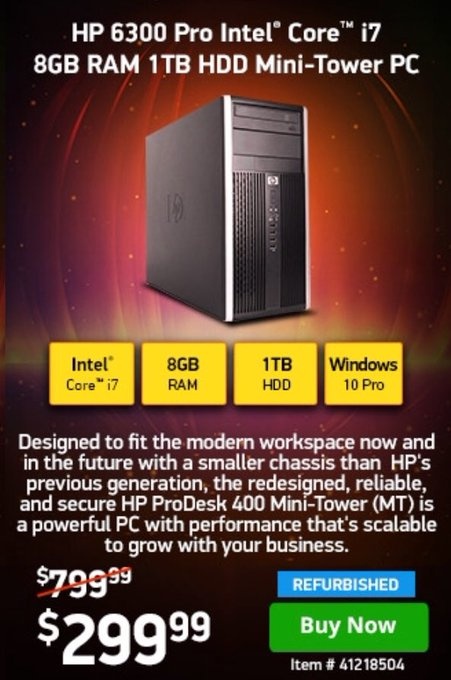 HP 6300 Pro Intel® Core™ i7
8GB RAM 1TB HDD Mini-Tower PC
hp
Intel®
Core™ i7
8GB
RAM
1TB
HDD
Windows
10 Pro
Designed to fit the modern workspace now and
in the future with a smaller chassis than HP's
previous generation, the redesigned, reliable,
and secure HP ProDesk 400 Mini-Tower (MT) is
a powerful PC with performance that's scalable
to grow with your business.
$799.99
$299.99
REFURBISHED
Buy Now
Item # 41218504